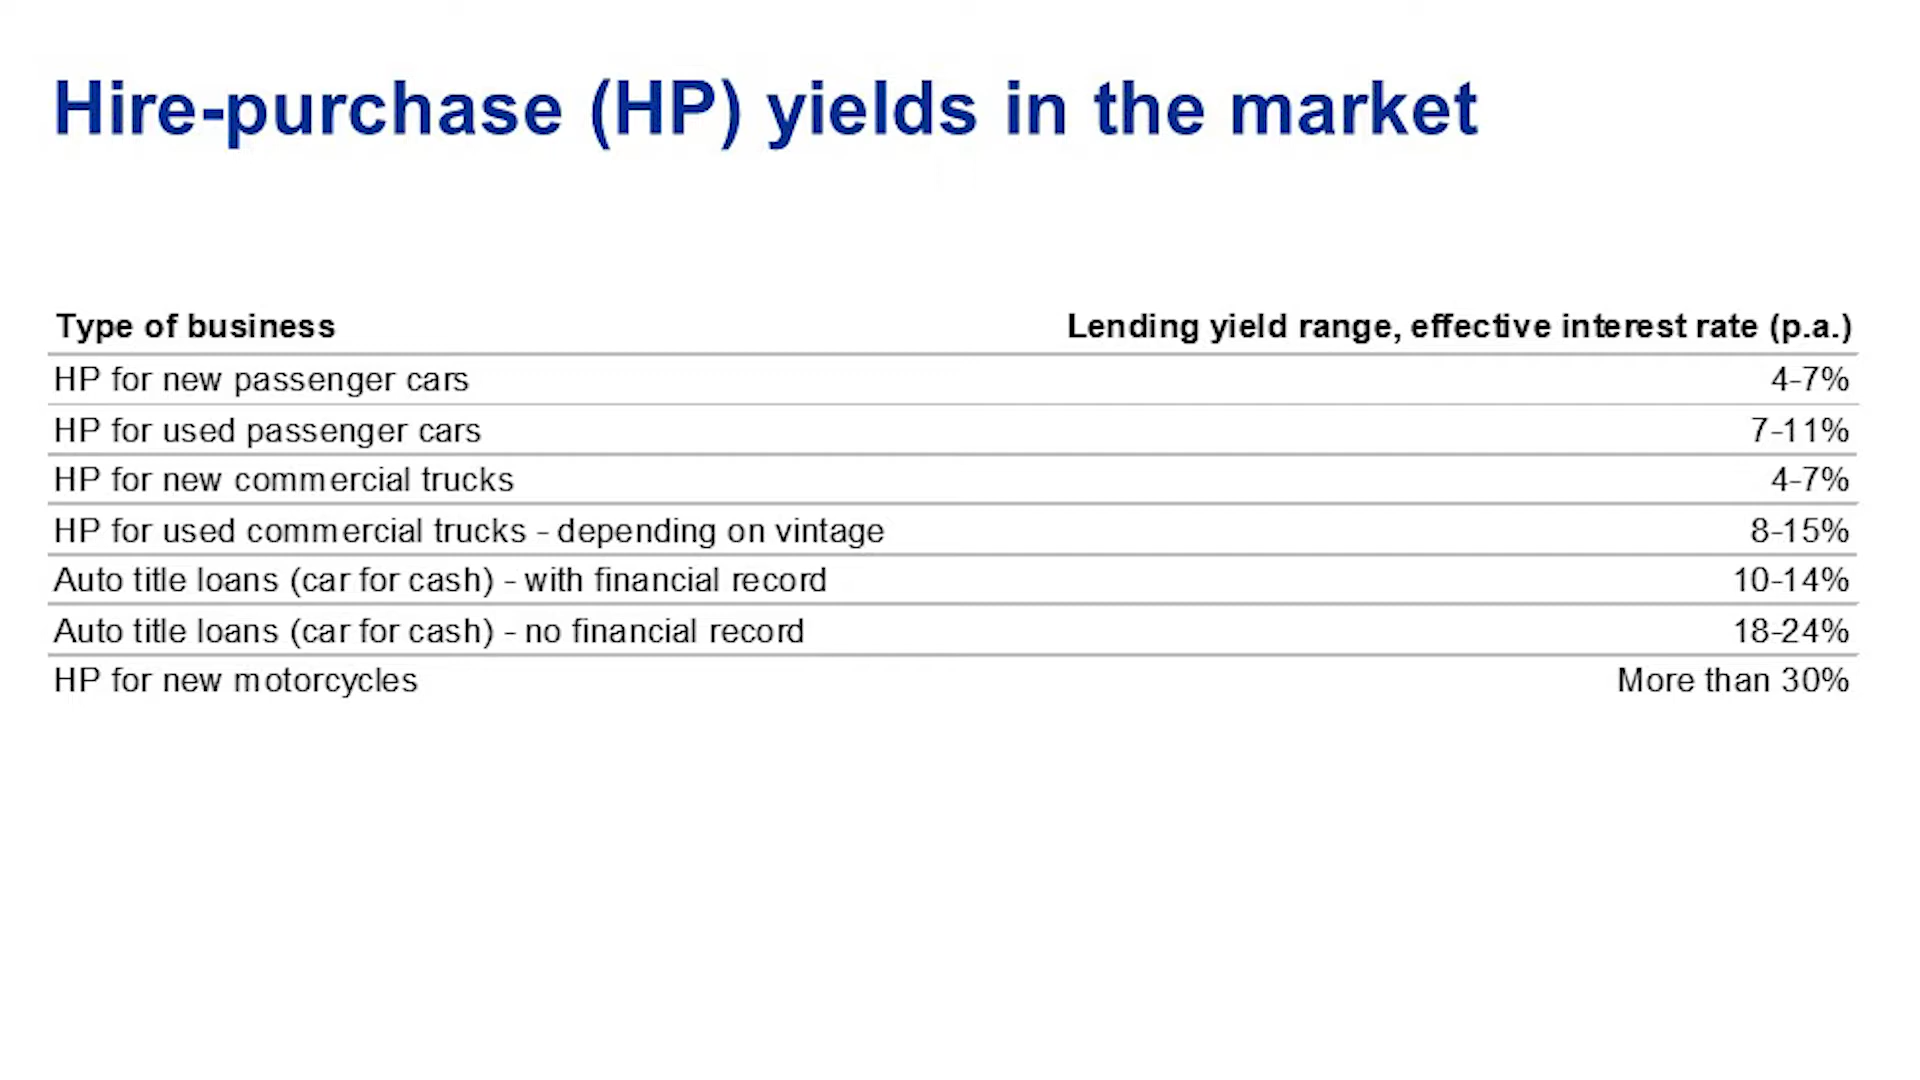 Hire-purchase (HP) yields in the market
Type of business Lending yield range, effective interest rate (p.a.)
HP for new passenger cars 4-7%
HP for used passenger cars 7-11%
HP for new commercial trucks 4-7%
HP for used commercial trucks - depending on vintage 8-15%
Auto title loans (car for cash) - with financial record 10-14%
Auto title loans (car for cash) - no financial record 18-24%
HP for new motorcycles More than 30%